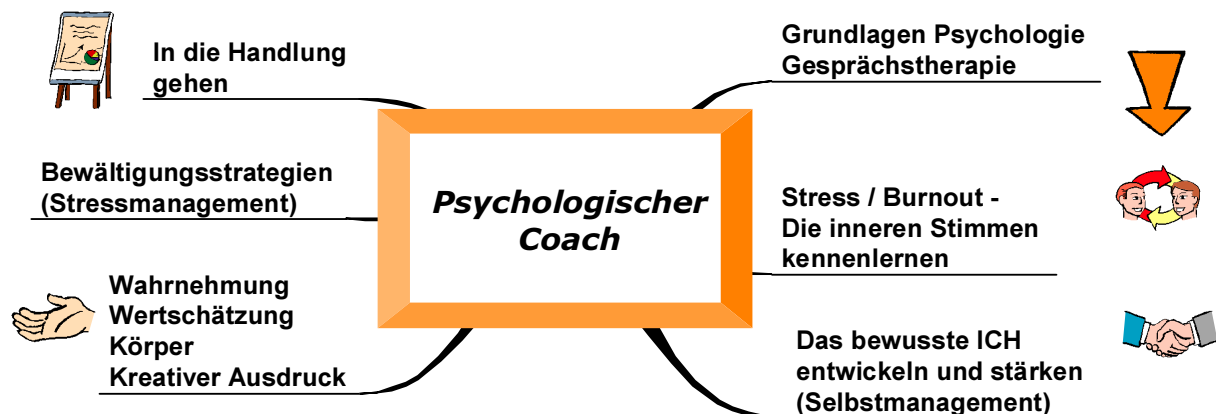 In die Handlung
gehen
Bewältigungsstrategien
(Stressmanagement)
Wahrnehmung
Wertschätzung
Körper
Kreativer Ausdruck
Psychologischer
Coach
Grundlagen Psychologie
Gesprächstherapie
Stress / Burnout -
Die inneren Stimmen
kennenlernen
Das bewusste ICH
entwickeln und stärken
(Selbstmanagement)